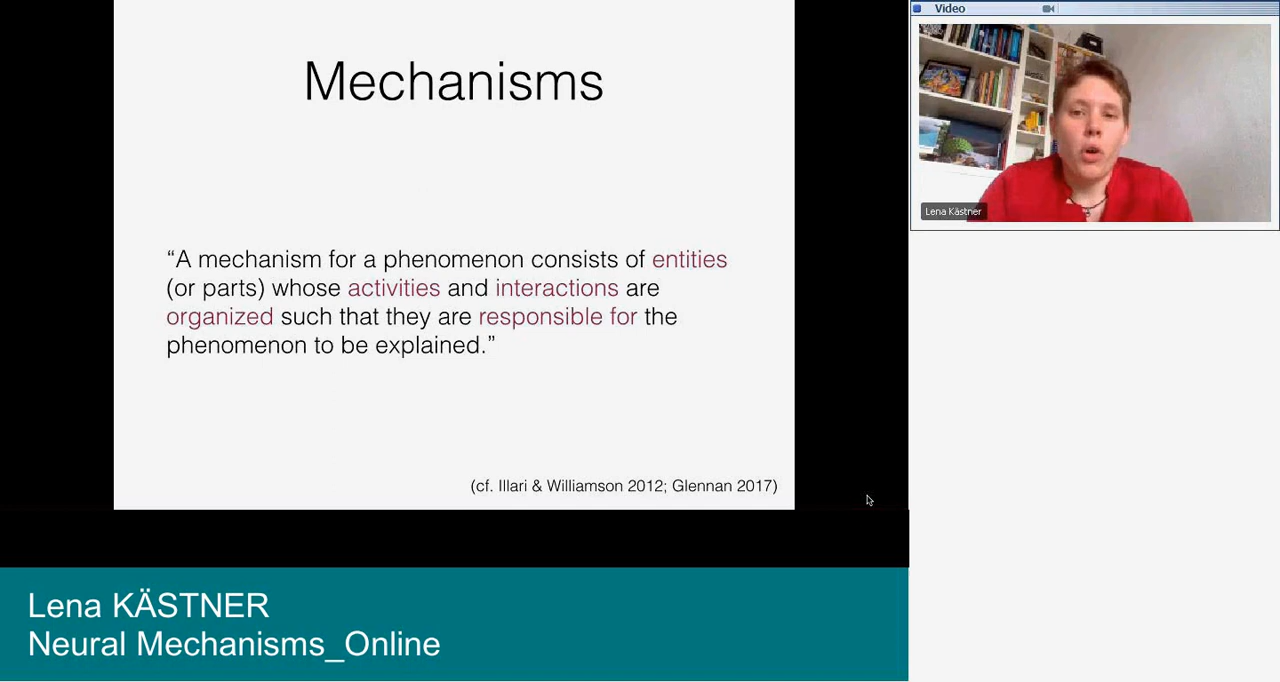 Mechanisms
“A mechanism for a phenomenon consists of entities
(or parts) whose activities and interactions are
organized such that they are responsible for the
phenomenon to be explained.”
(cf. Illari & Williamson 2012; Glennan 2017)
Video
Lena Kästner
Lena KÄSTNER
Neural Mechanisms_Online